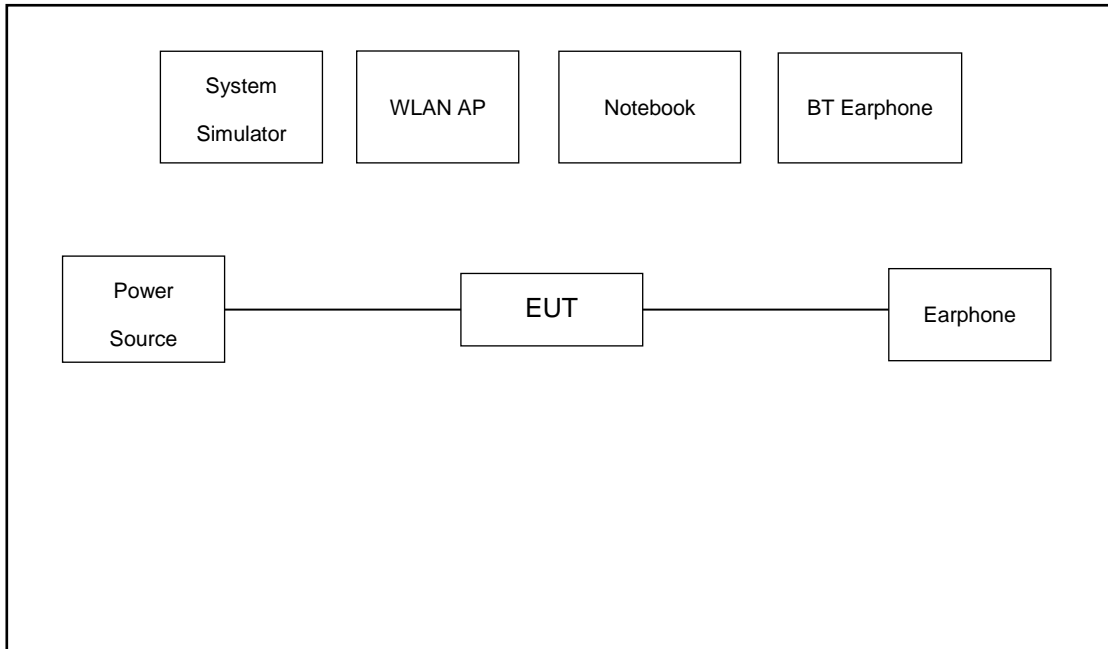 System
Simulator
WLAN AP
Notebook
BT Earphone
Power
Source
EUT
Earphone